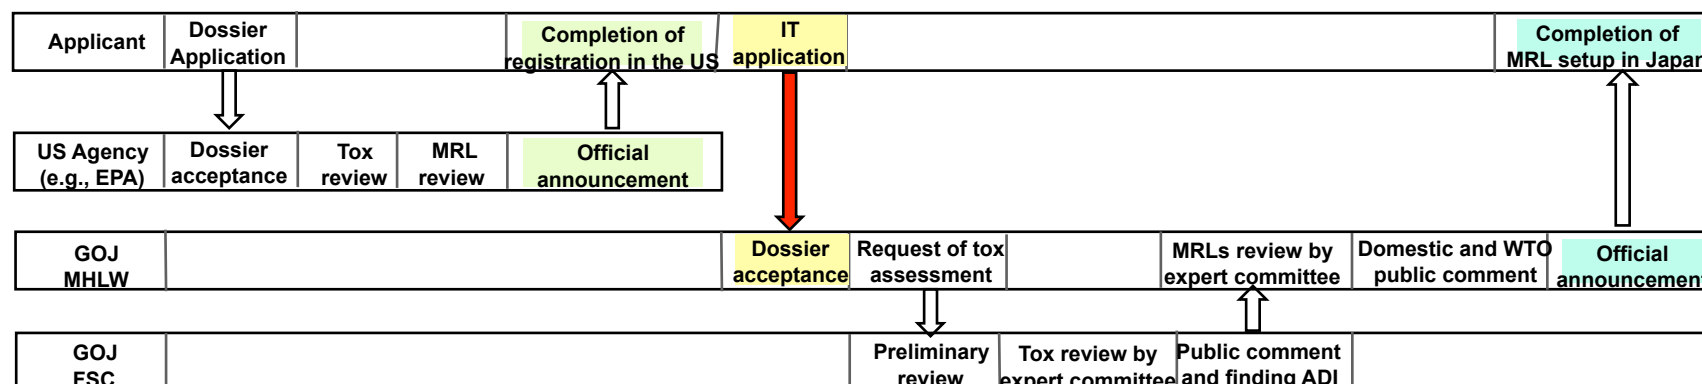 Applicant
Dossier
Application
Completion of
registration in the US
IT
application
Completion of
MRL setup in Japan
US Agency
(e.g., EPA)
Dossier
acceptance
Tox
review
MRL
review
Official
announcement
GOJ
MHLW
Dossier
acceptance
Request of tox
assessment
MRLs review by
expert committee
Domestic and WTO
public comment
Official
announcement
GOJ
FSC
Preliminary
review
Tox review by
expert committee
Public comment
and finding ADI